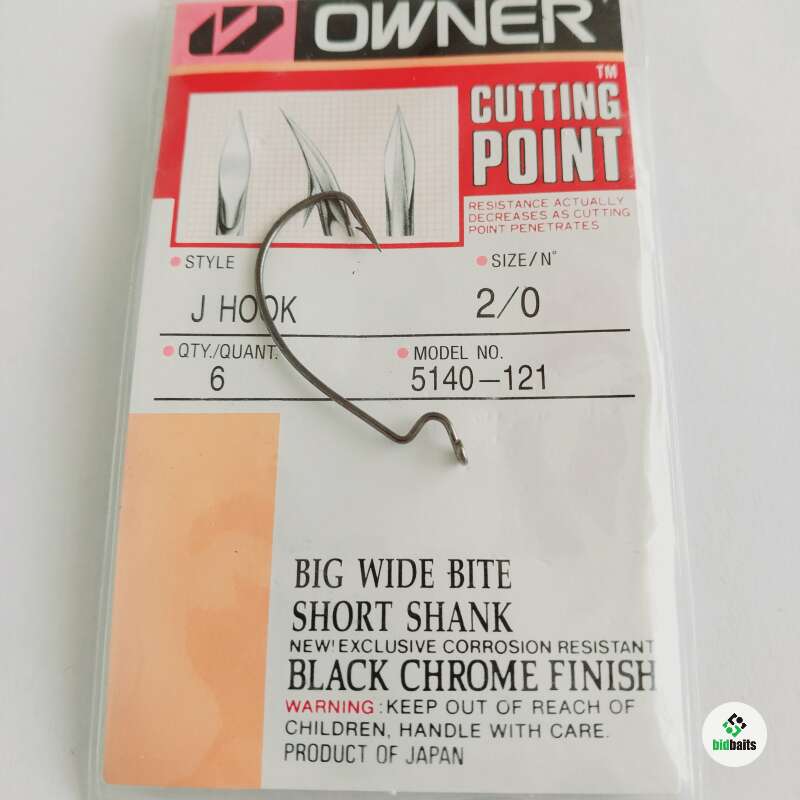 OWNER
CUTTING™
POINT
RESISTANCE ACTUALLY
DECREASES AS CUTTING
POINT PENETRATES
STYLE
SIZE/N°
J HOOK
2/0
QTY./QUANT.
MODEL NO.
6
5140-121
BIG WIDE BITE
SHORT SHANK
NEW! EXCLUSIVE CORROSION RESISTANT
BLACK CHROME FINISH
WARNING: KEEP OUT OF REACH OF
CHILDREN, HANDLE WITH CARE.
PRODUCT OF JAPAN
bidbaits